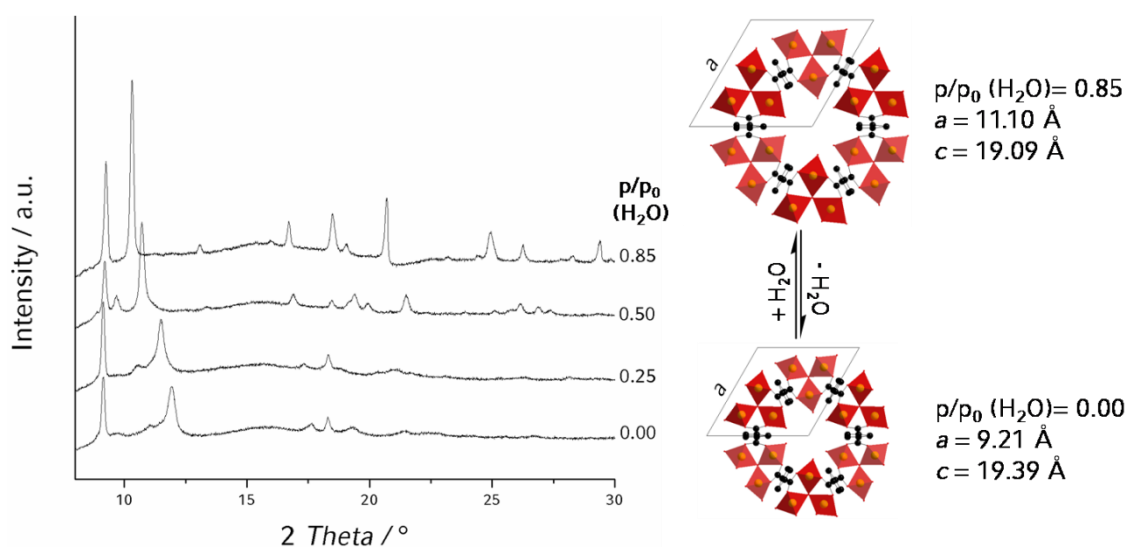 Intensity / a.u.
p/p₀
(H₂O)
0.85
0.50
0.25
0.00
10
15
20
25
30
2 Theta / °
a
p/p₀ (H₂O)= 0.85
a = 11.10 Å
c = 19.09 Å
+ H₂O
- H₂O
a
p/p₀ (H₂O)= 0.00
a = 9.21 Å
c = 19.39 Å